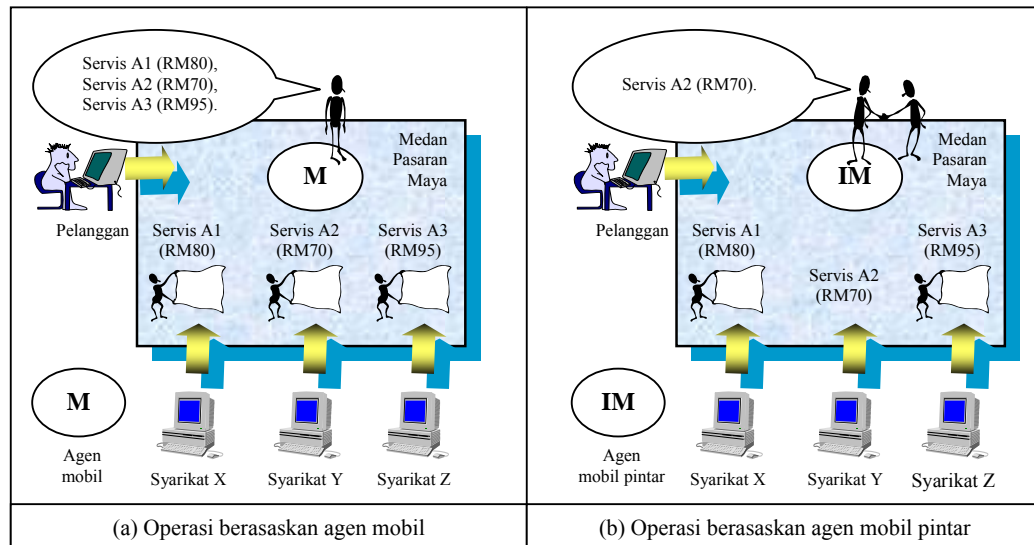 Servis A1 (RM80),
Servis A2 (RM70),
Servis A3 (RM95).
Medan
Pasaran
Maya
M
Pelanggan
Servis A1
(RM80)
Servis A2
(RM70)
Servis A3
(RM95)
M
Agen
mobil
Syarikat X
Syarikat Y
Syarikat Z
(a) Operasi berasaskan agen mobil
Servis A2 (RM70).
Medan
Pasaran
Maya
IM
Pelanggan
Servis A1
(RM80)
Servis A2
(RM70)
Servis A3
(RM95)
IM
Agen
mobil pintar
Syarikat X
Syarikat Y
Syarikat Z
(b) Operasi berasaskan agen mobil pintar